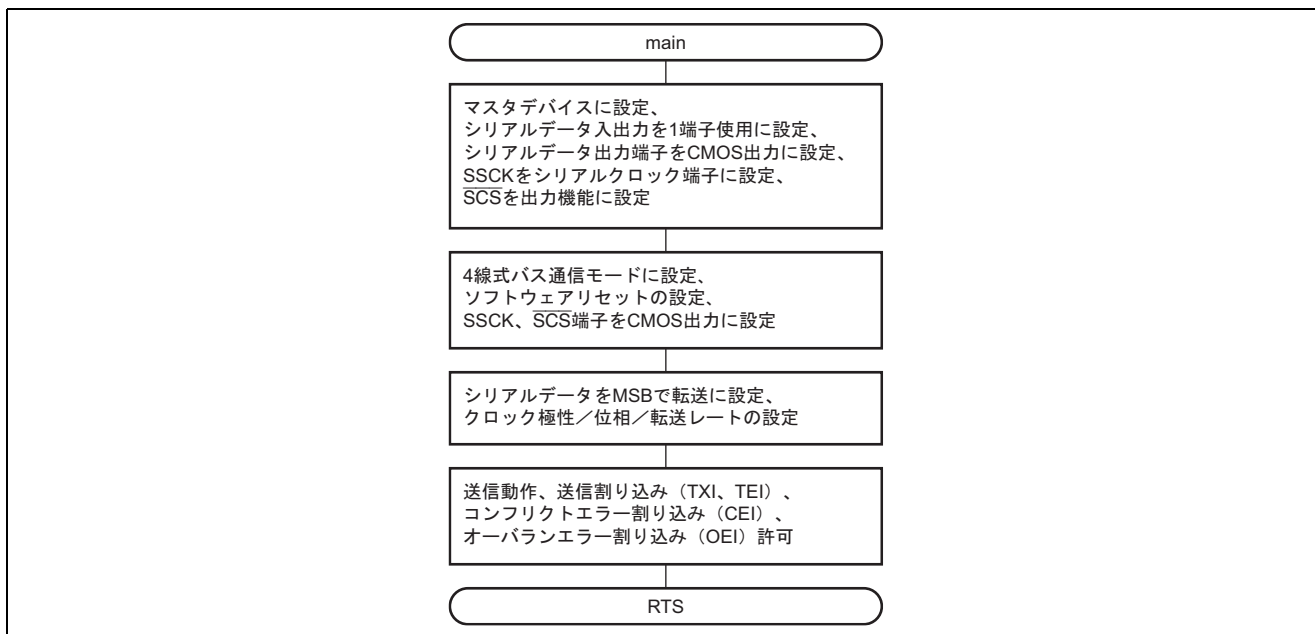 main
マスタデバイスに設定、
シリアルデータ入出力を1端子使用に設定、
シリアルデータ出力端子をCMOS出力に設定、
SSCKをシリアルクロック端子に設定、
SCSを出力機能に設定
4線式バス通信モードに設定、
ソフトウェアリセットの設定、
SSCK、SCS端子をCMOS出力に設定
シリアルデータをMSBで転送に設定、
クロック極性／位相／転送レートの設定
送信動作、送信割り込み（TXI、TEI）、
コンフリクトエラー割り込み（CEI）、
オーバランエラー割り込み（OEI）許可
RTS